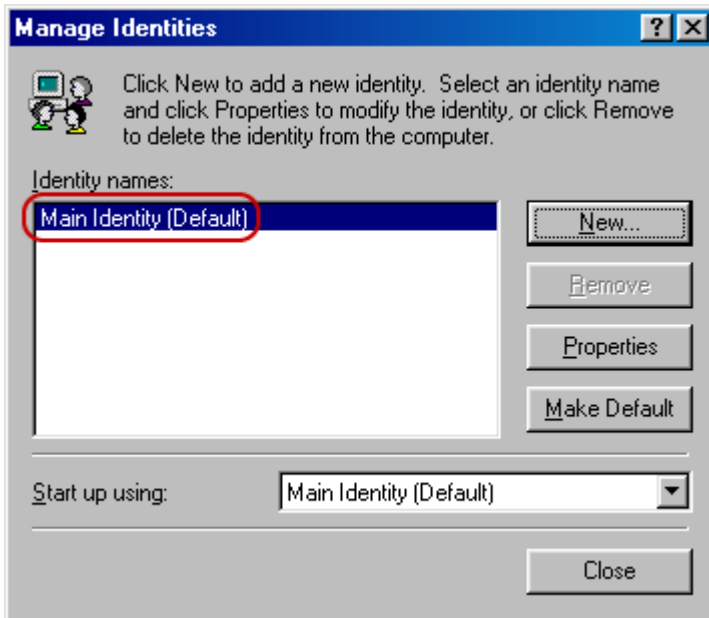 Manage Identities
Click New to add a new identity.  Select an identity name
and click Properties to modify the identity, or click Remove
to delete the identity from the computer.
Identity names:
Main Identity (Default)
New...
Remove
Properties
Make Default
Start up using:
Main Identity (Default)
Close